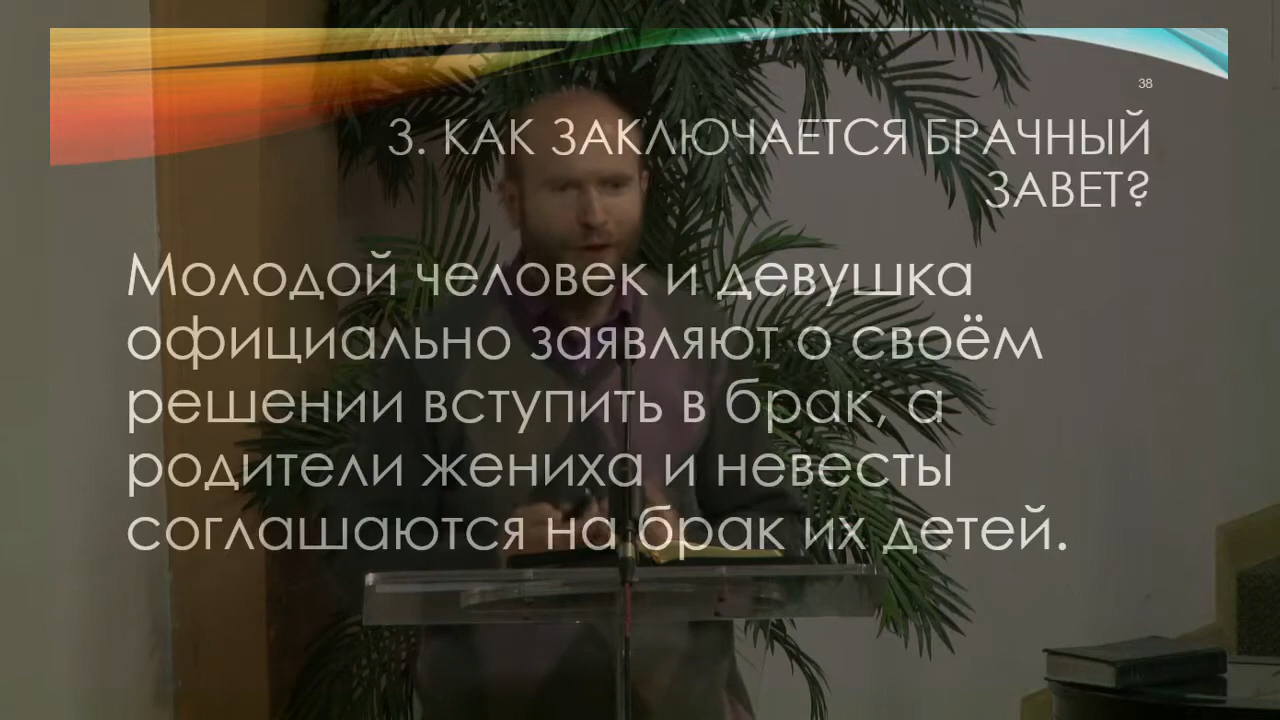 38
3. КАК ЗАКЛЮЧАЕТСЯ БРАЧНЫЙ
ЗАВЕТ?
Молодой человек и девушка
официально заявляют о своём
решении вступить в брак, а
родители жениха и невесты
соглашаются на брак их детей.